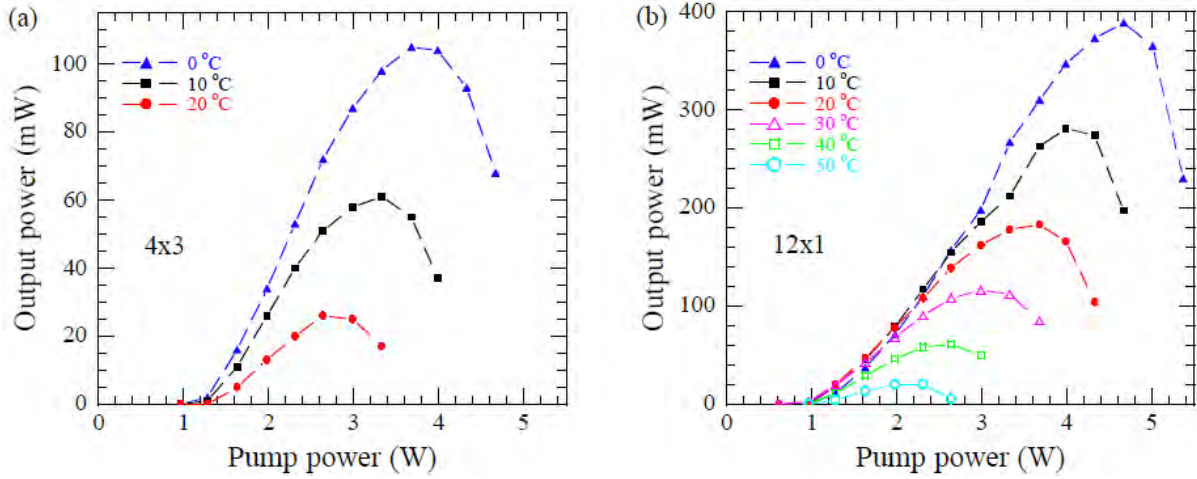 (a)
Output power (mW)
100
80
60
40
20
0
0 °C
10 °C
20 °C
4x3
0 1 2 3 4 5
Pump power (W)
(b)
Output power (mW)
400
300
200
100
0
0 °C
10 °C
20 °C
30 °C
40 °C
50 °C
12x1
0 1 2 3 4 5
Pump power (W)